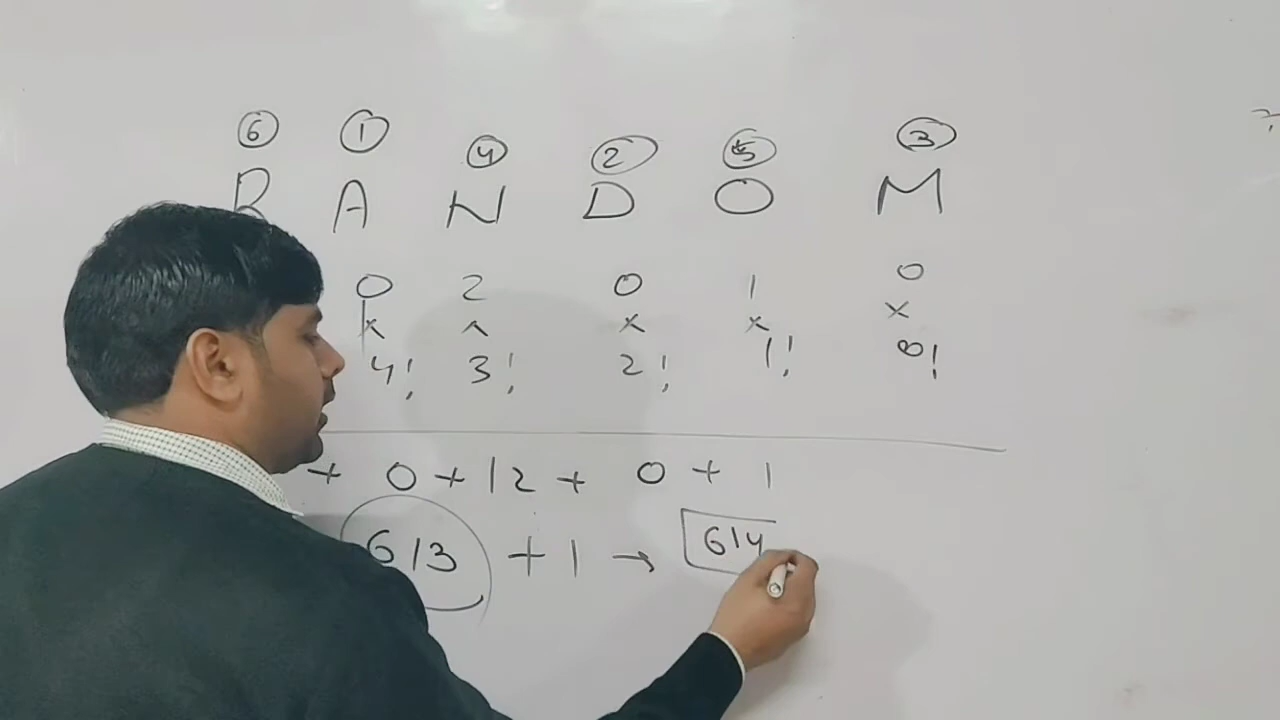 6 1 4 2 5 3
R A N D O M
0 2 0 1 0
x x x x x
4! 3! 2! 1! 0!
+ 0 + 12 + 0 + 1
613 + 1 → 614